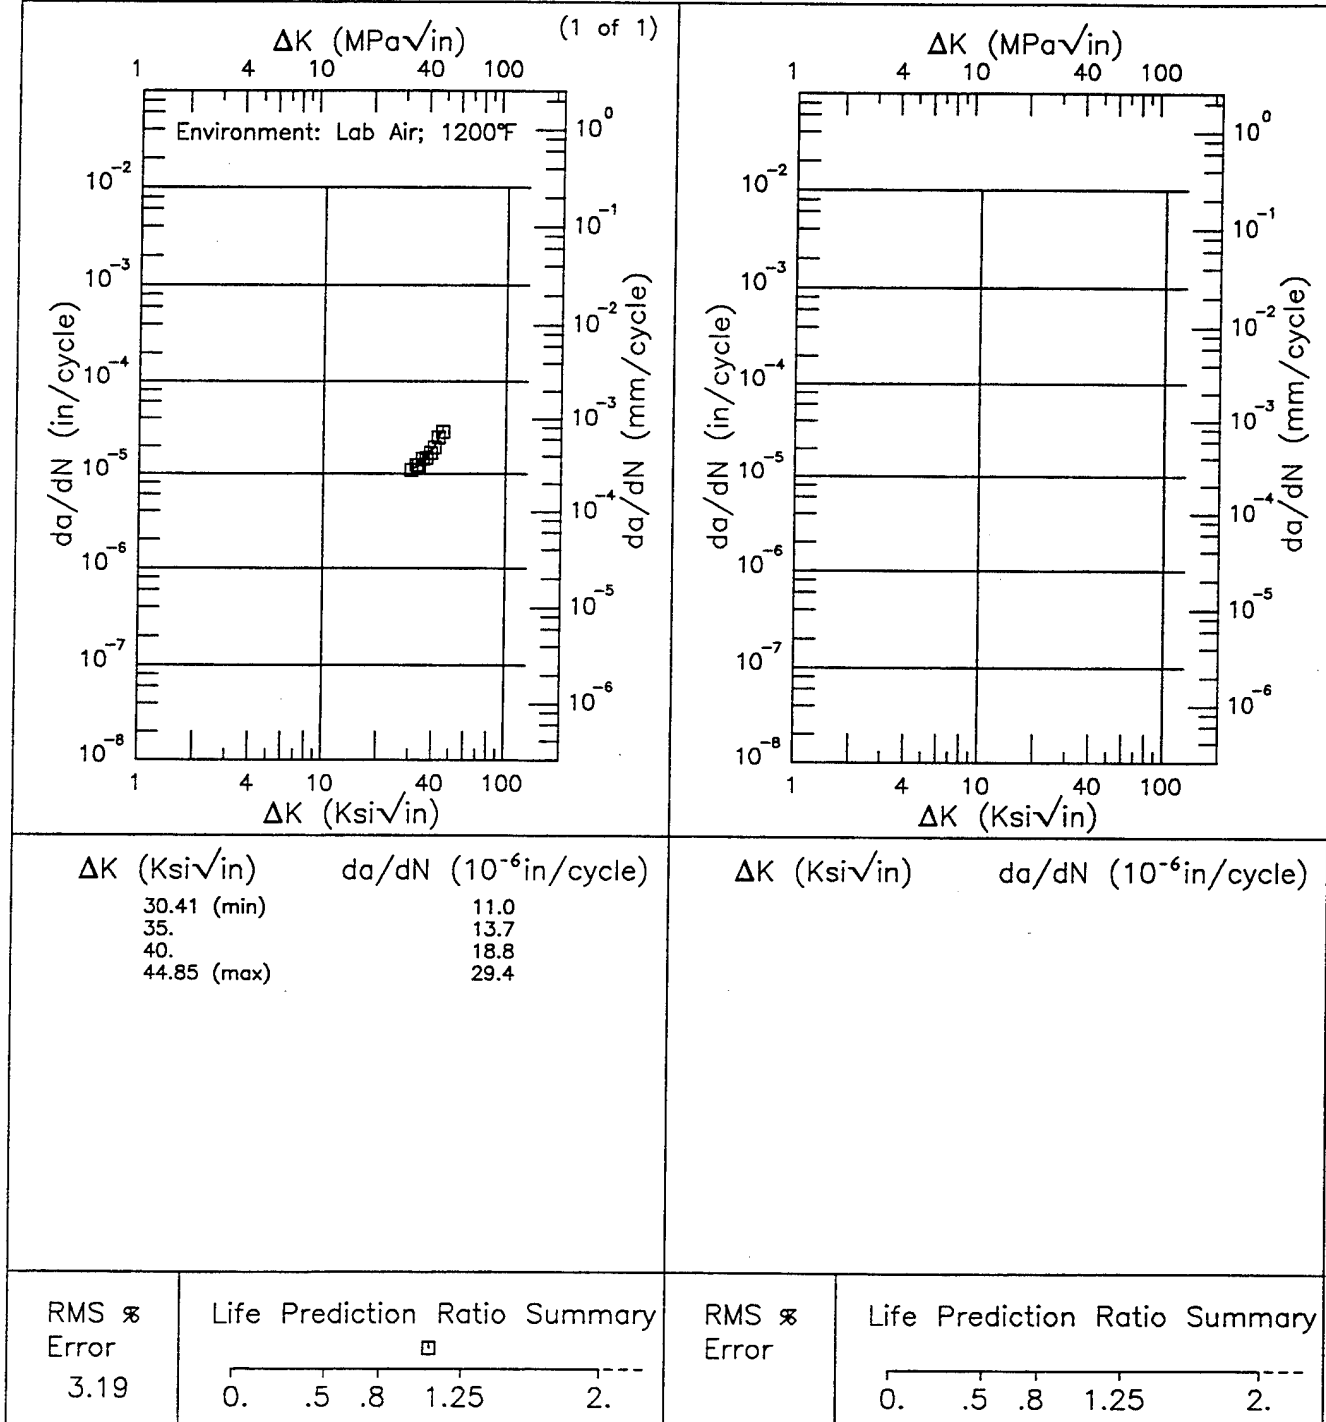 (1 of 1)
ΔK (MPa√in)
1 4 10 40 100
Environment: Lab Air; 1200°F
da/dN (in/cycle)
10⁻²
10⁻³
10⁻⁴
10⁻⁵
10⁻⁶
10⁻⁷
10⁻⁸
da/dN (mm/cycle)
10⁰
10⁻¹
10⁻²
10⁻³
10⁻⁴
10⁻⁵
10⁻⁶
1 4 10 40 100
ΔK (Ksi√in)
ΔK (MPa√in)
1 4 10 40 100
da/dN (in/cycle)
10⁻²
10⁻³
10⁻⁴
10⁻⁵
10⁻⁶
10⁻⁷
10⁻⁸
da/dN (mm/cycle)
10⁰
10⁻¹
10⁻²
10⁻³
10⁻⁴
10⁻⁵
10⁻⁶
1 4 10 40 100
ΔK (Ksi√in)
ΔK (Ksi√in) da/dN (10⁻⁶in/cycle)
30.41 (min) 11.0
35. 13.7
40. 18.8
44.85 (max) 29.4
ΔK (Ksi√in) da/dN (10⁻⁶in/cycle)
RMS %
Error
3.19
Life Prediction Ratio Summary
0. .5 .8 1.25 2.
RMS %
Error
Life Prediction Ratio Summary
0. .5 .8 1.25 2.